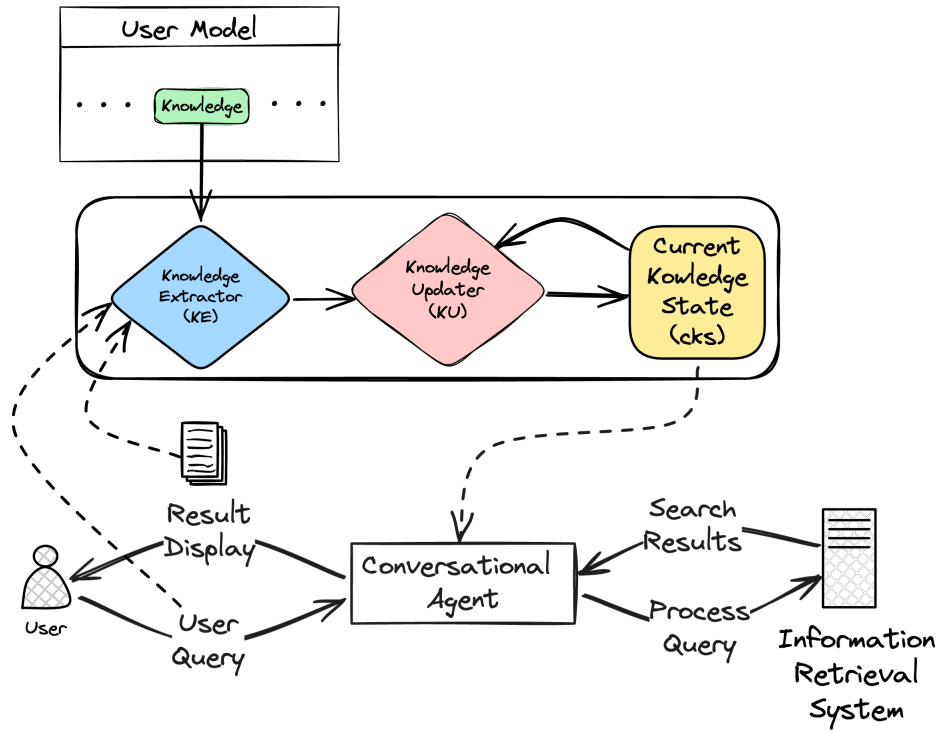 User Model
. . . Knowledge . . .
Knowledge
Extractor
(KE)
Knowledge
Updater
(KU)
Current
Kowledge
State
(cks)
Result
Display
Search
Results
Conversational
Agent
User
User
Query
Process
Query
Information
Retrieval
System